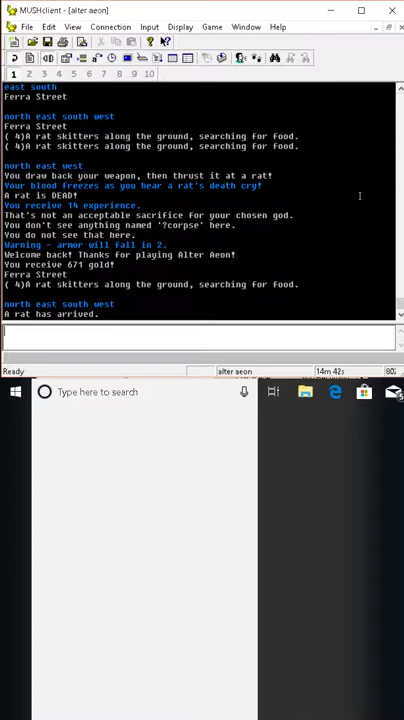 MUSHclient - [alter aeon]
File Edit View Connection Input Display Game Window Help
1 2 3 4 5 6 7 8 9 10
east south
Ferra Street
north east south west
Ferra Street
( 4)A rat skitters along the ground, searching for food.
( 4)A rat skitters along the ground, searching for food.
north east west
You draw back your weapon, then thrust it at a rat!
Your blood freezes as you hear a rat's death cry!
A rat is DEAD!
You receive 14 experience.
That's not an acceptable sacrifice for your chosen god.
You don't see anything named '?corpse' here.
You do not see that here.
Warning - armor will fall in 2.
Welcome back! Thanks for playing Alter Aeon!
You receive 671 gold!
Ferra Street
( 4)A rat skitters along the ground, searching for food.
north east south west
A rat has arrived.
Ready alter aeon 14m 42s
Type here to search